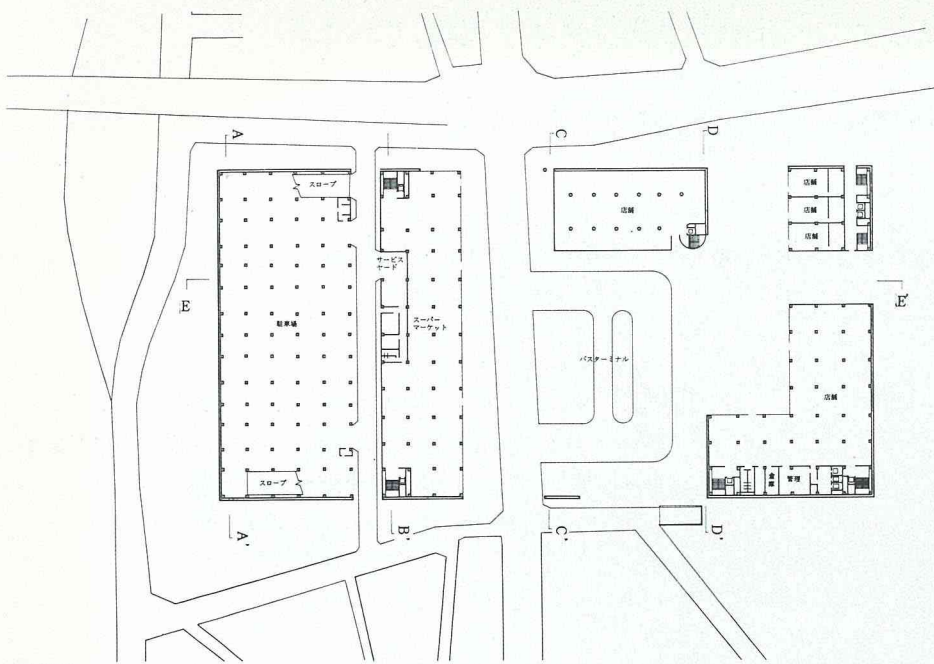 A
C
D
スロープ
店舗
店舗
店舗
店舗
サービス
ヤード
E
E'
駐車場
スーパー
マーケット
バスターミナル
店舗
スロープ
倉庫
管理
A'
B'
C'
D'